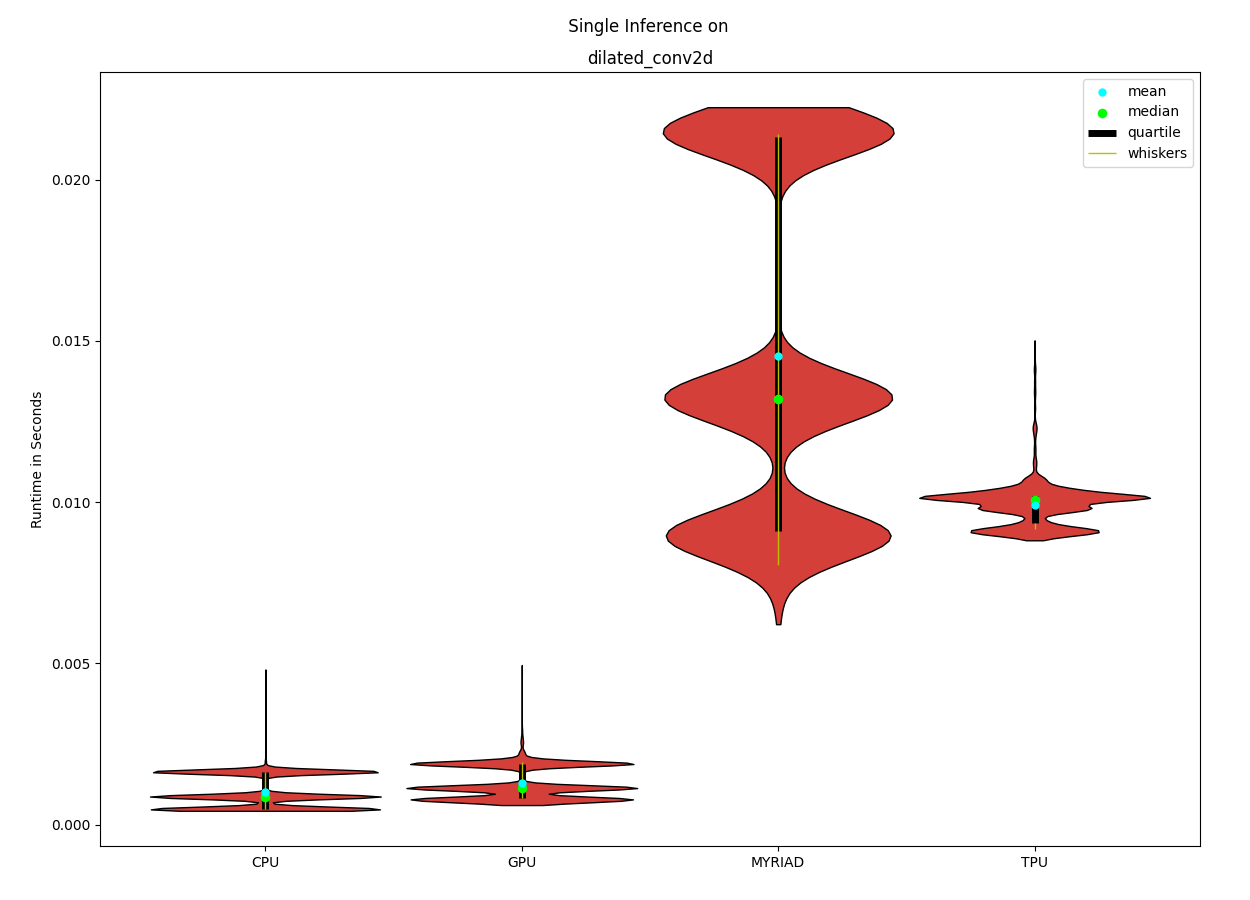 Single Inference on
dilated_conv2d
mean
median
quartile
whiskers
0.020
0.015
0.010
0.005
0.000
Runtime in Seconds
CPU
GPU
MYRIAD
TPU